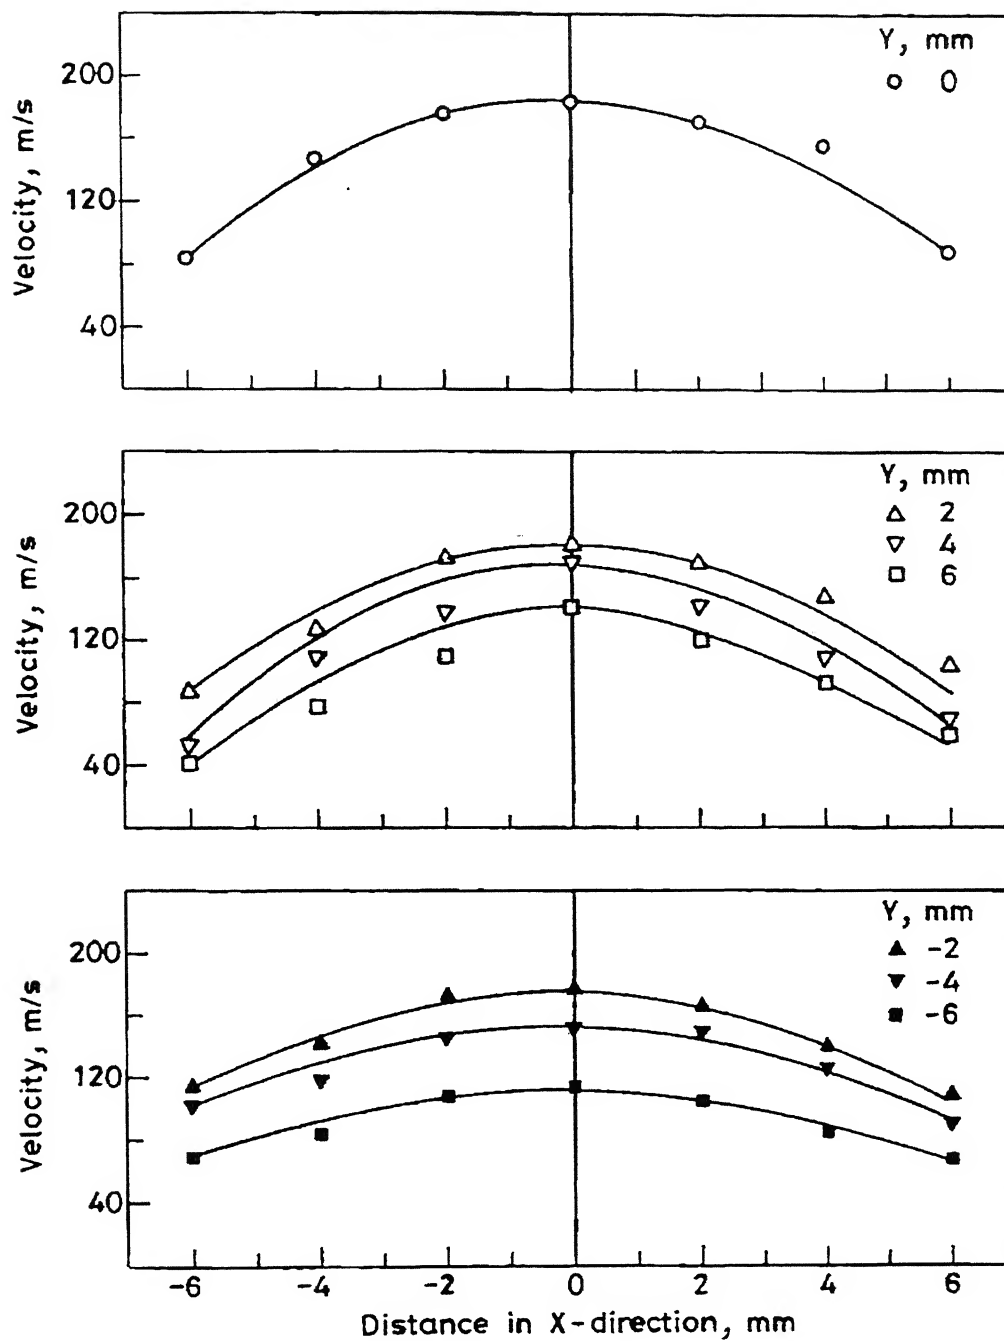 Y, mm
○ 0
200
120
40
Velocity, m/s
Y, mm
△ 2
▽ 4
□ 6
200
120
40
Velocity, m/s
Y, mm
▲ -2
▼ -4
■ -6
200
120
40
Velocity, m/s
-6 -4 -2 0 2 4 6
Distance in X-direction, mm